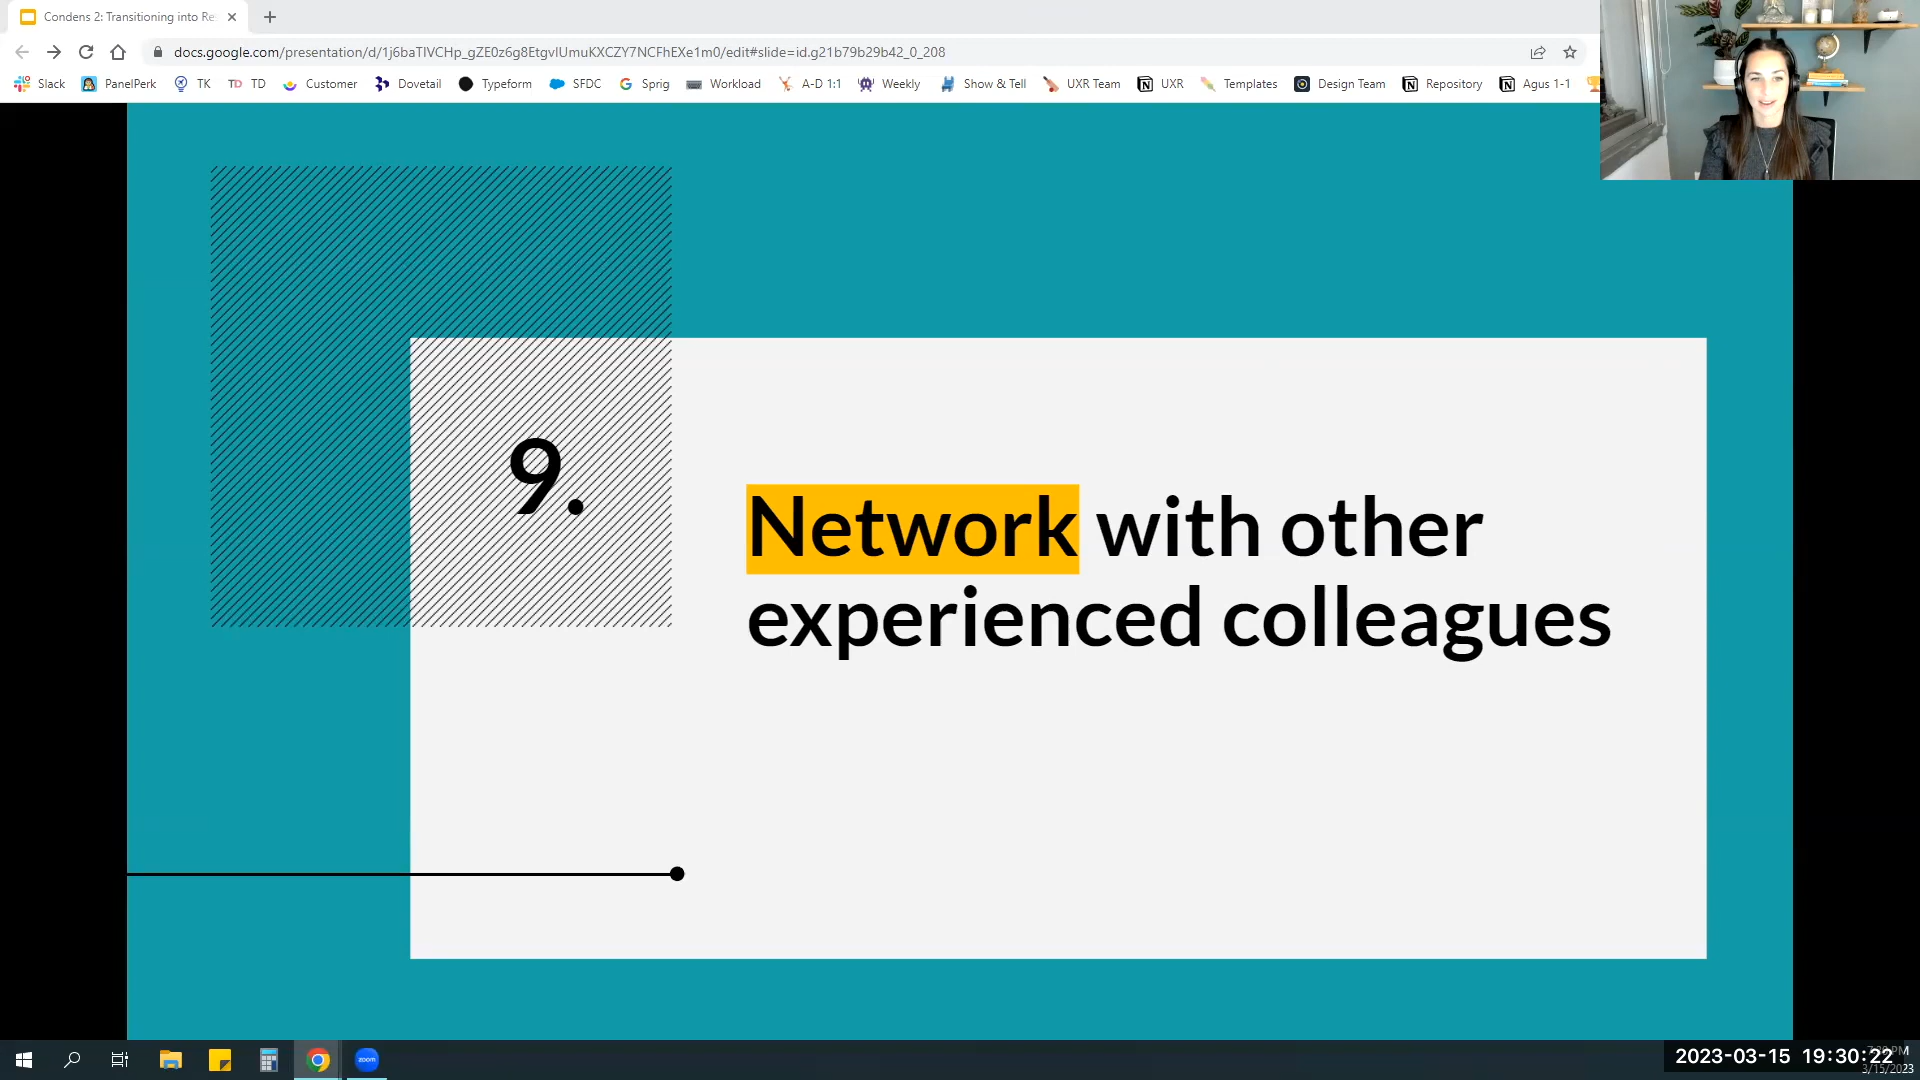 Condens 2: Transitioning into Re
docs.google.com/presentation/d/1j6baTlVCHp_gZE0z6g8EtgvlUmuKXCZY7NCFhEXe1m0/edit#slide=id.g21b79b29b42_0_208
Slack PanelPerk TK TD TD Customer Dovetail Typeform SFDC Sprig Workload A-D 1:1 Weekly Show & Tell UXR Team UXR Templates Design Team Repository Agus 1-1
9.
Network with other
experienced colleagues
zoom
2023-03-15 19:30:22
3/15/2023